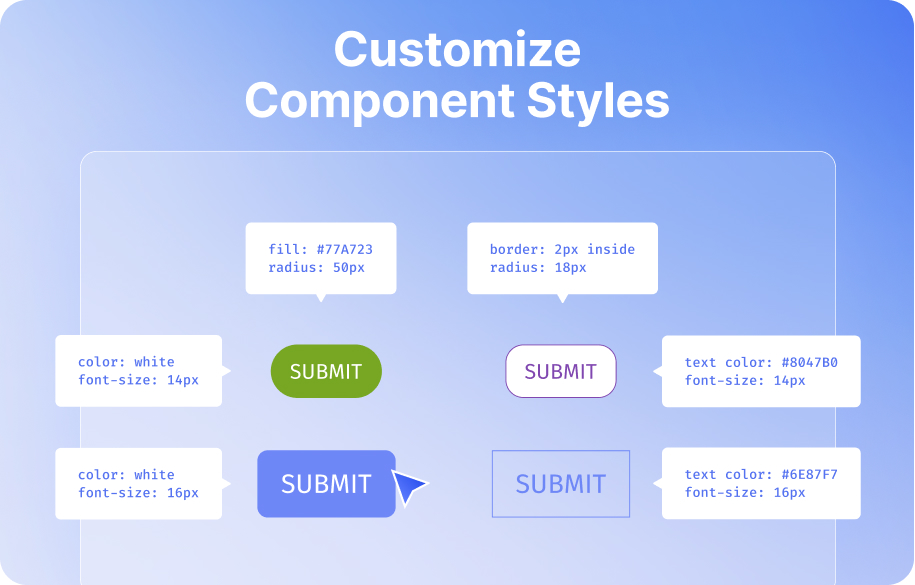 Customize
Component Styles
fill: #77A723
radius: 50px
border: 2px inside
radius: 18px
color: white
font-size: 14px
SUBMIT
SUBMIT
text color: #8047B0
font-size: 14px
color: white
font-size: 16px
SUBMIT
SUBMIT
text color: #6E87F7
font-size: 16px